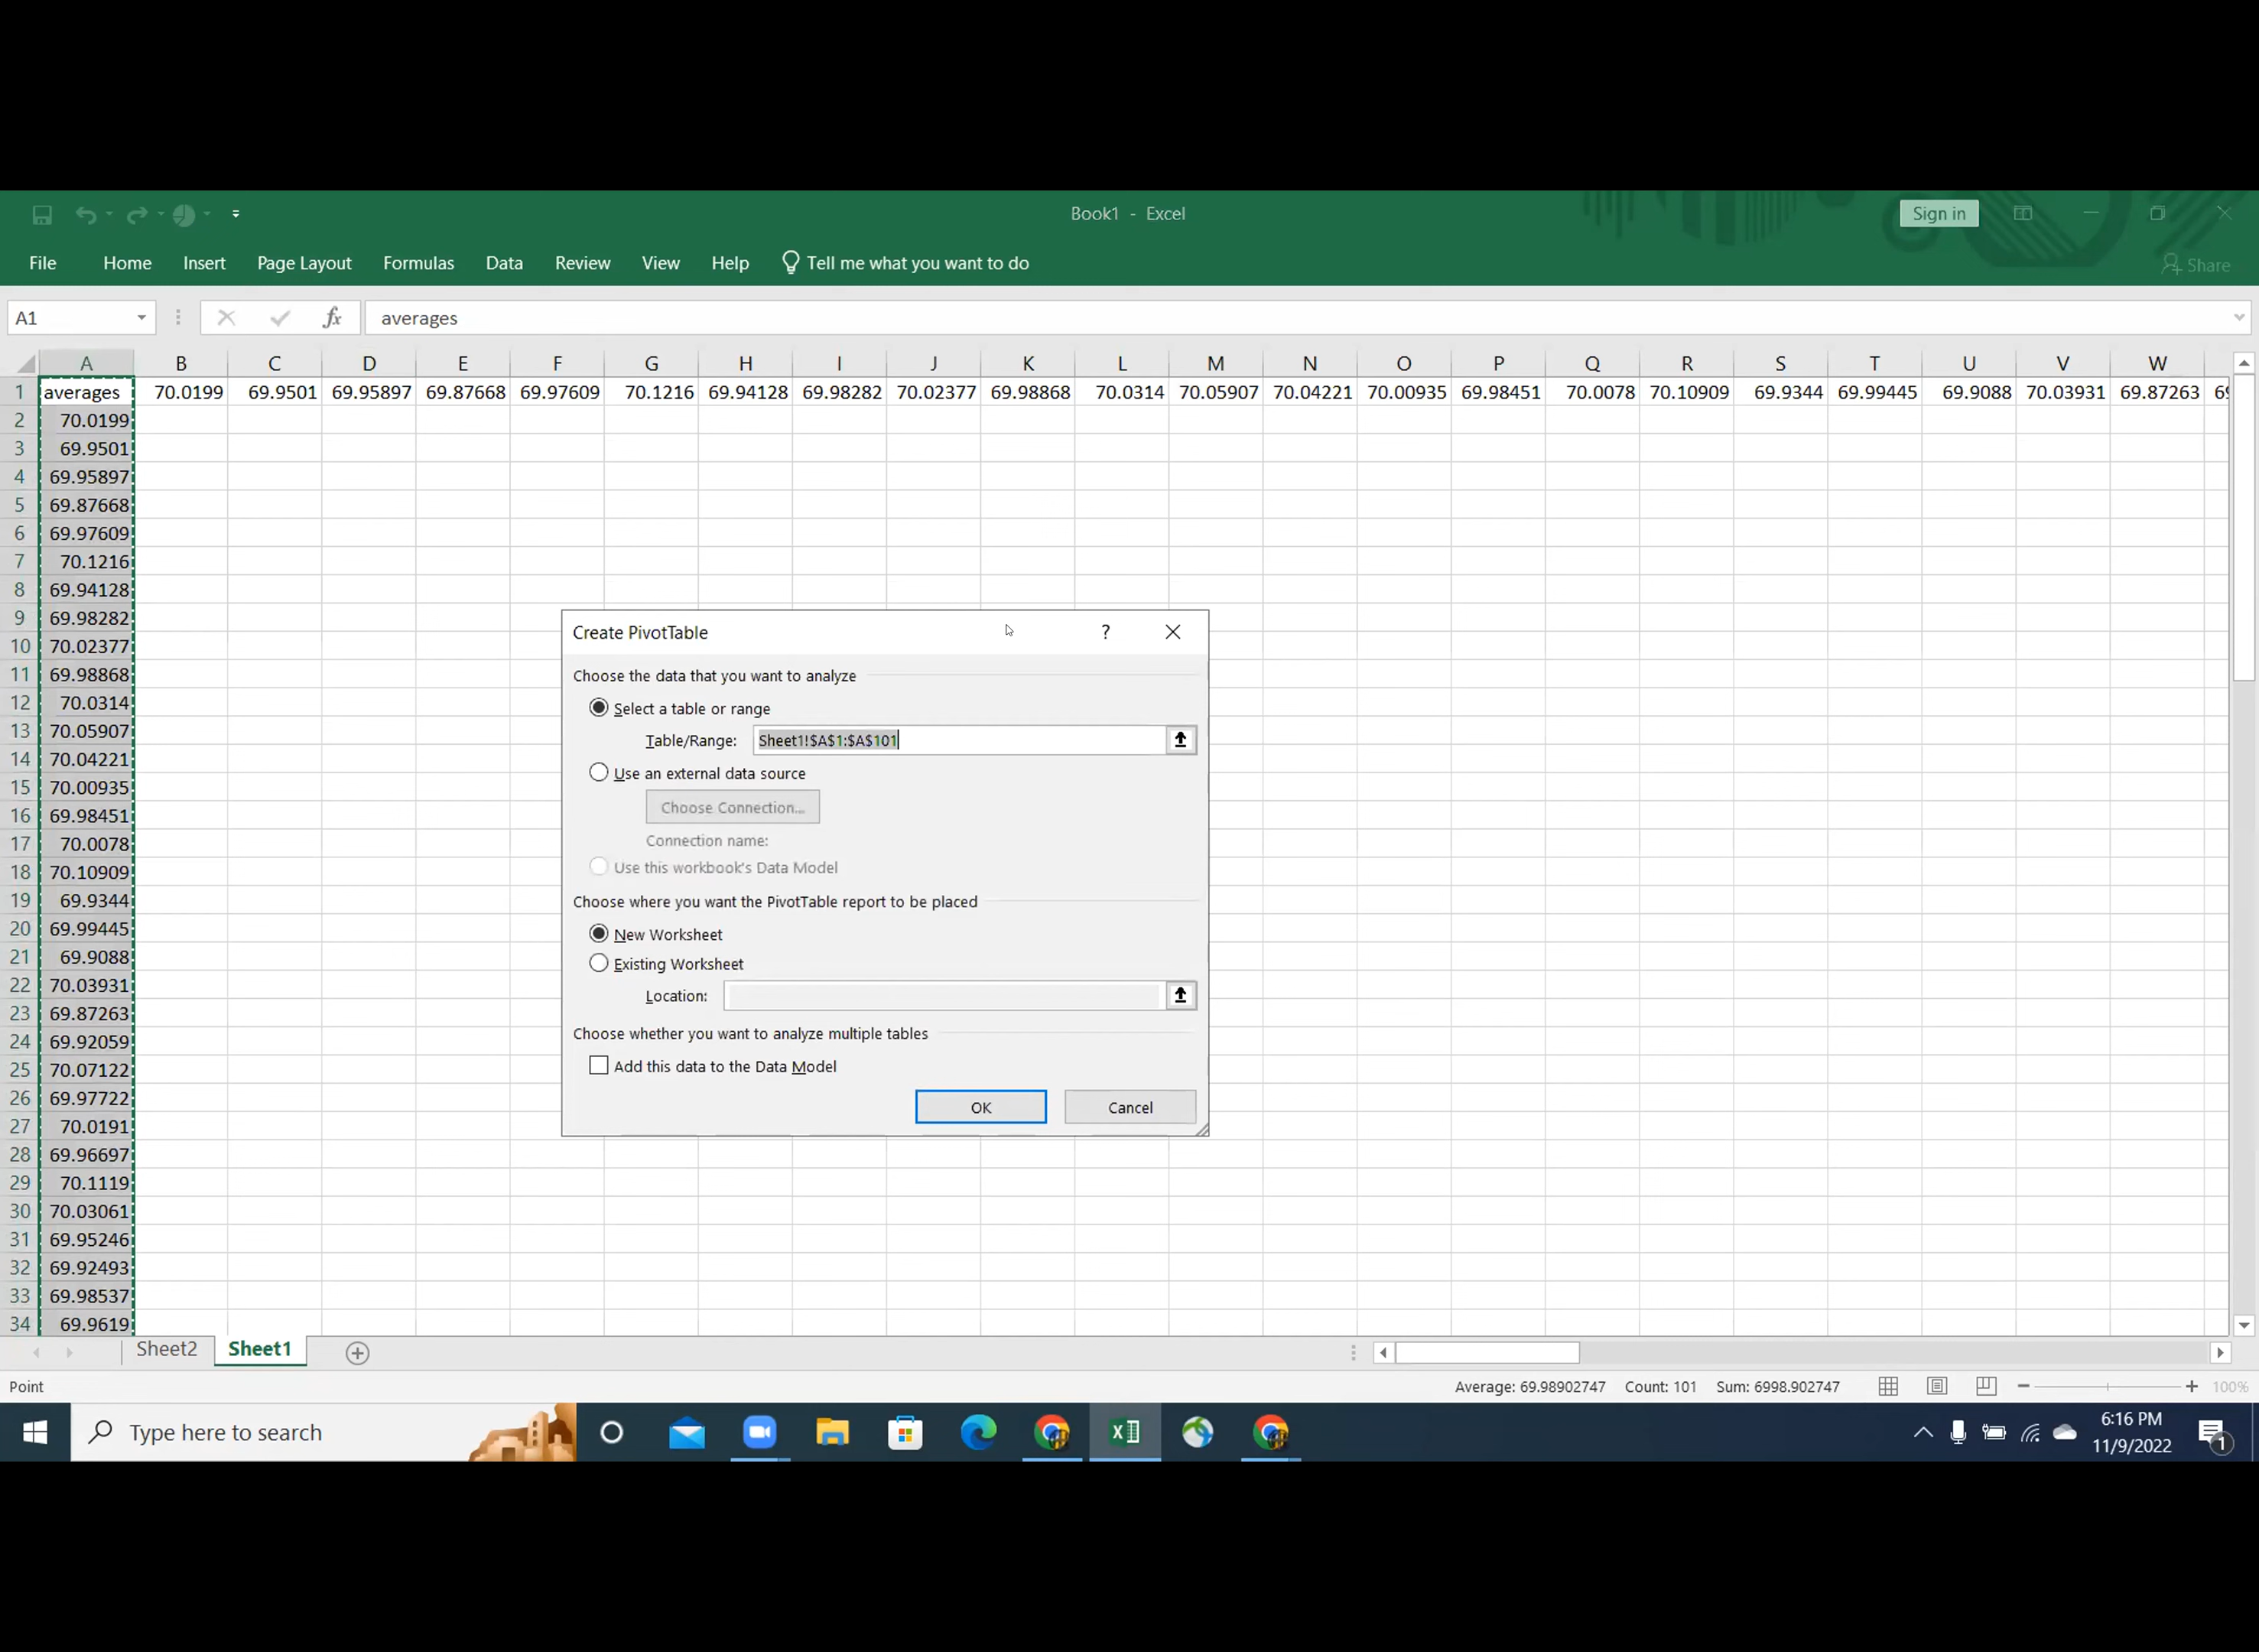 Book1 - Excel
Sign in
File Home Insert Page Layout Formulas Data Review View Help Tell me what you want to do
Share
A1 fx averages
A B C D E F G H I J K L M N O P Q R S T U V W
1 averages 70.0199 69.9501 69.95897 69.87668 69.97609 70.1216 69.94128 69.98282 70.02377 69.98868 70.0314 70.05907 70.04221 70.00935 69.98451 70.0078 70.10909 69.9344 69.99445 69.9088 70.03931 69.87263
2 70.0199
3 69.9501
4 69.95897
5 69.87668
6 69.97609
7 70.1216
8 69.94128
9 69.98282
10 70.02377
11 69.98868
12 70.0314
13 70.05907
14 70.04221
15 70.00935
16 69.98451
17 70.0078
18 70.10909
19 69.9344
20 69.99445
21 69.9088
22 70.03931
23 69.87263
24 69.92059
25 70.07122
26 69.97722
27 70.0191
28 69.96697
29 70.1119
30 70.03061
31 69.95246
32 69.92493
33 69.98537
34 69.9619
Create PivotTable ?
Choose the data that you want to analyze
Select a table or range
Table/Range: Sheet1!$A$1:$A$101
Use an external data source
Choose Connection...
Connection name:
Use this workbook's Data Model
Choose where you want the PivotTable report to be placed
New Worksheet
Existing Worksheet
Location:
Choose whether you want to analyze multiple tables
Add this data to the Data Model
OK Cancel
Sheet2 Sheet1
Point Average: 69.98902747 Count: 101 Sum: 6998.902747 100%
Type here to search
6:16 PM
11/9/2022
1